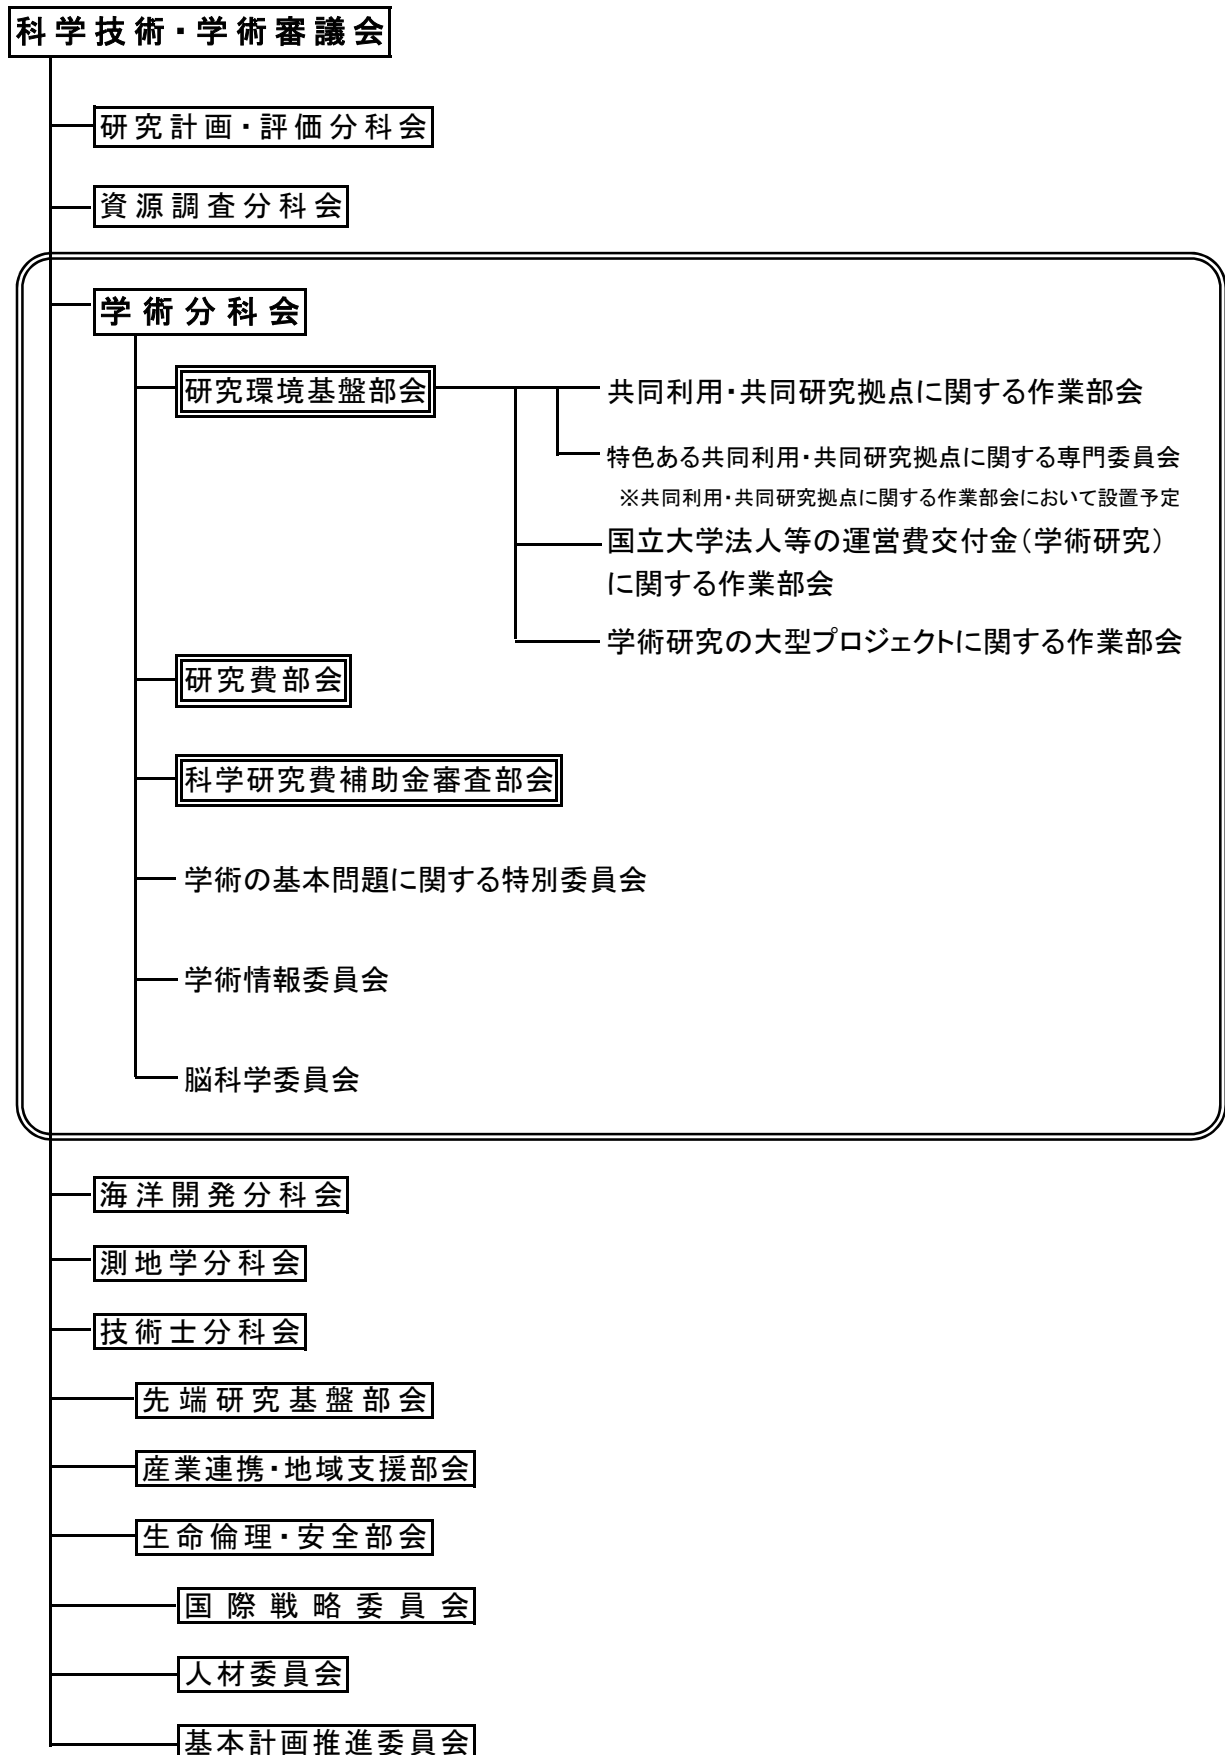 科学技術・学術審議会
研究計画・評価分科会
資源調査分科会
学術分科会
研究環境基盤部会
共同利用・共同研究拠点に関する作業部会
特色ある共同利用・共同研究拠点に関する専門委員会
※共同利用・共同研究拠点に関する作業部会において設置予定
国立大学法人等の運営費交付金（学術研究）
に関する作業部会
学術研究の大型プロジェクトに関する作業部会
研究費部会
科学研究費補助金審査部会
学術の基本問題に関する特別委員会
学術情報委員会
脳科学委員会
海洋開発分科会
測地学分科会
技術士分科会
先端研究基盤部会
産業連携・地域支援部会
生命倫理・安全部会
国際戦略委員会
人材委員会
基本計画推進委員会